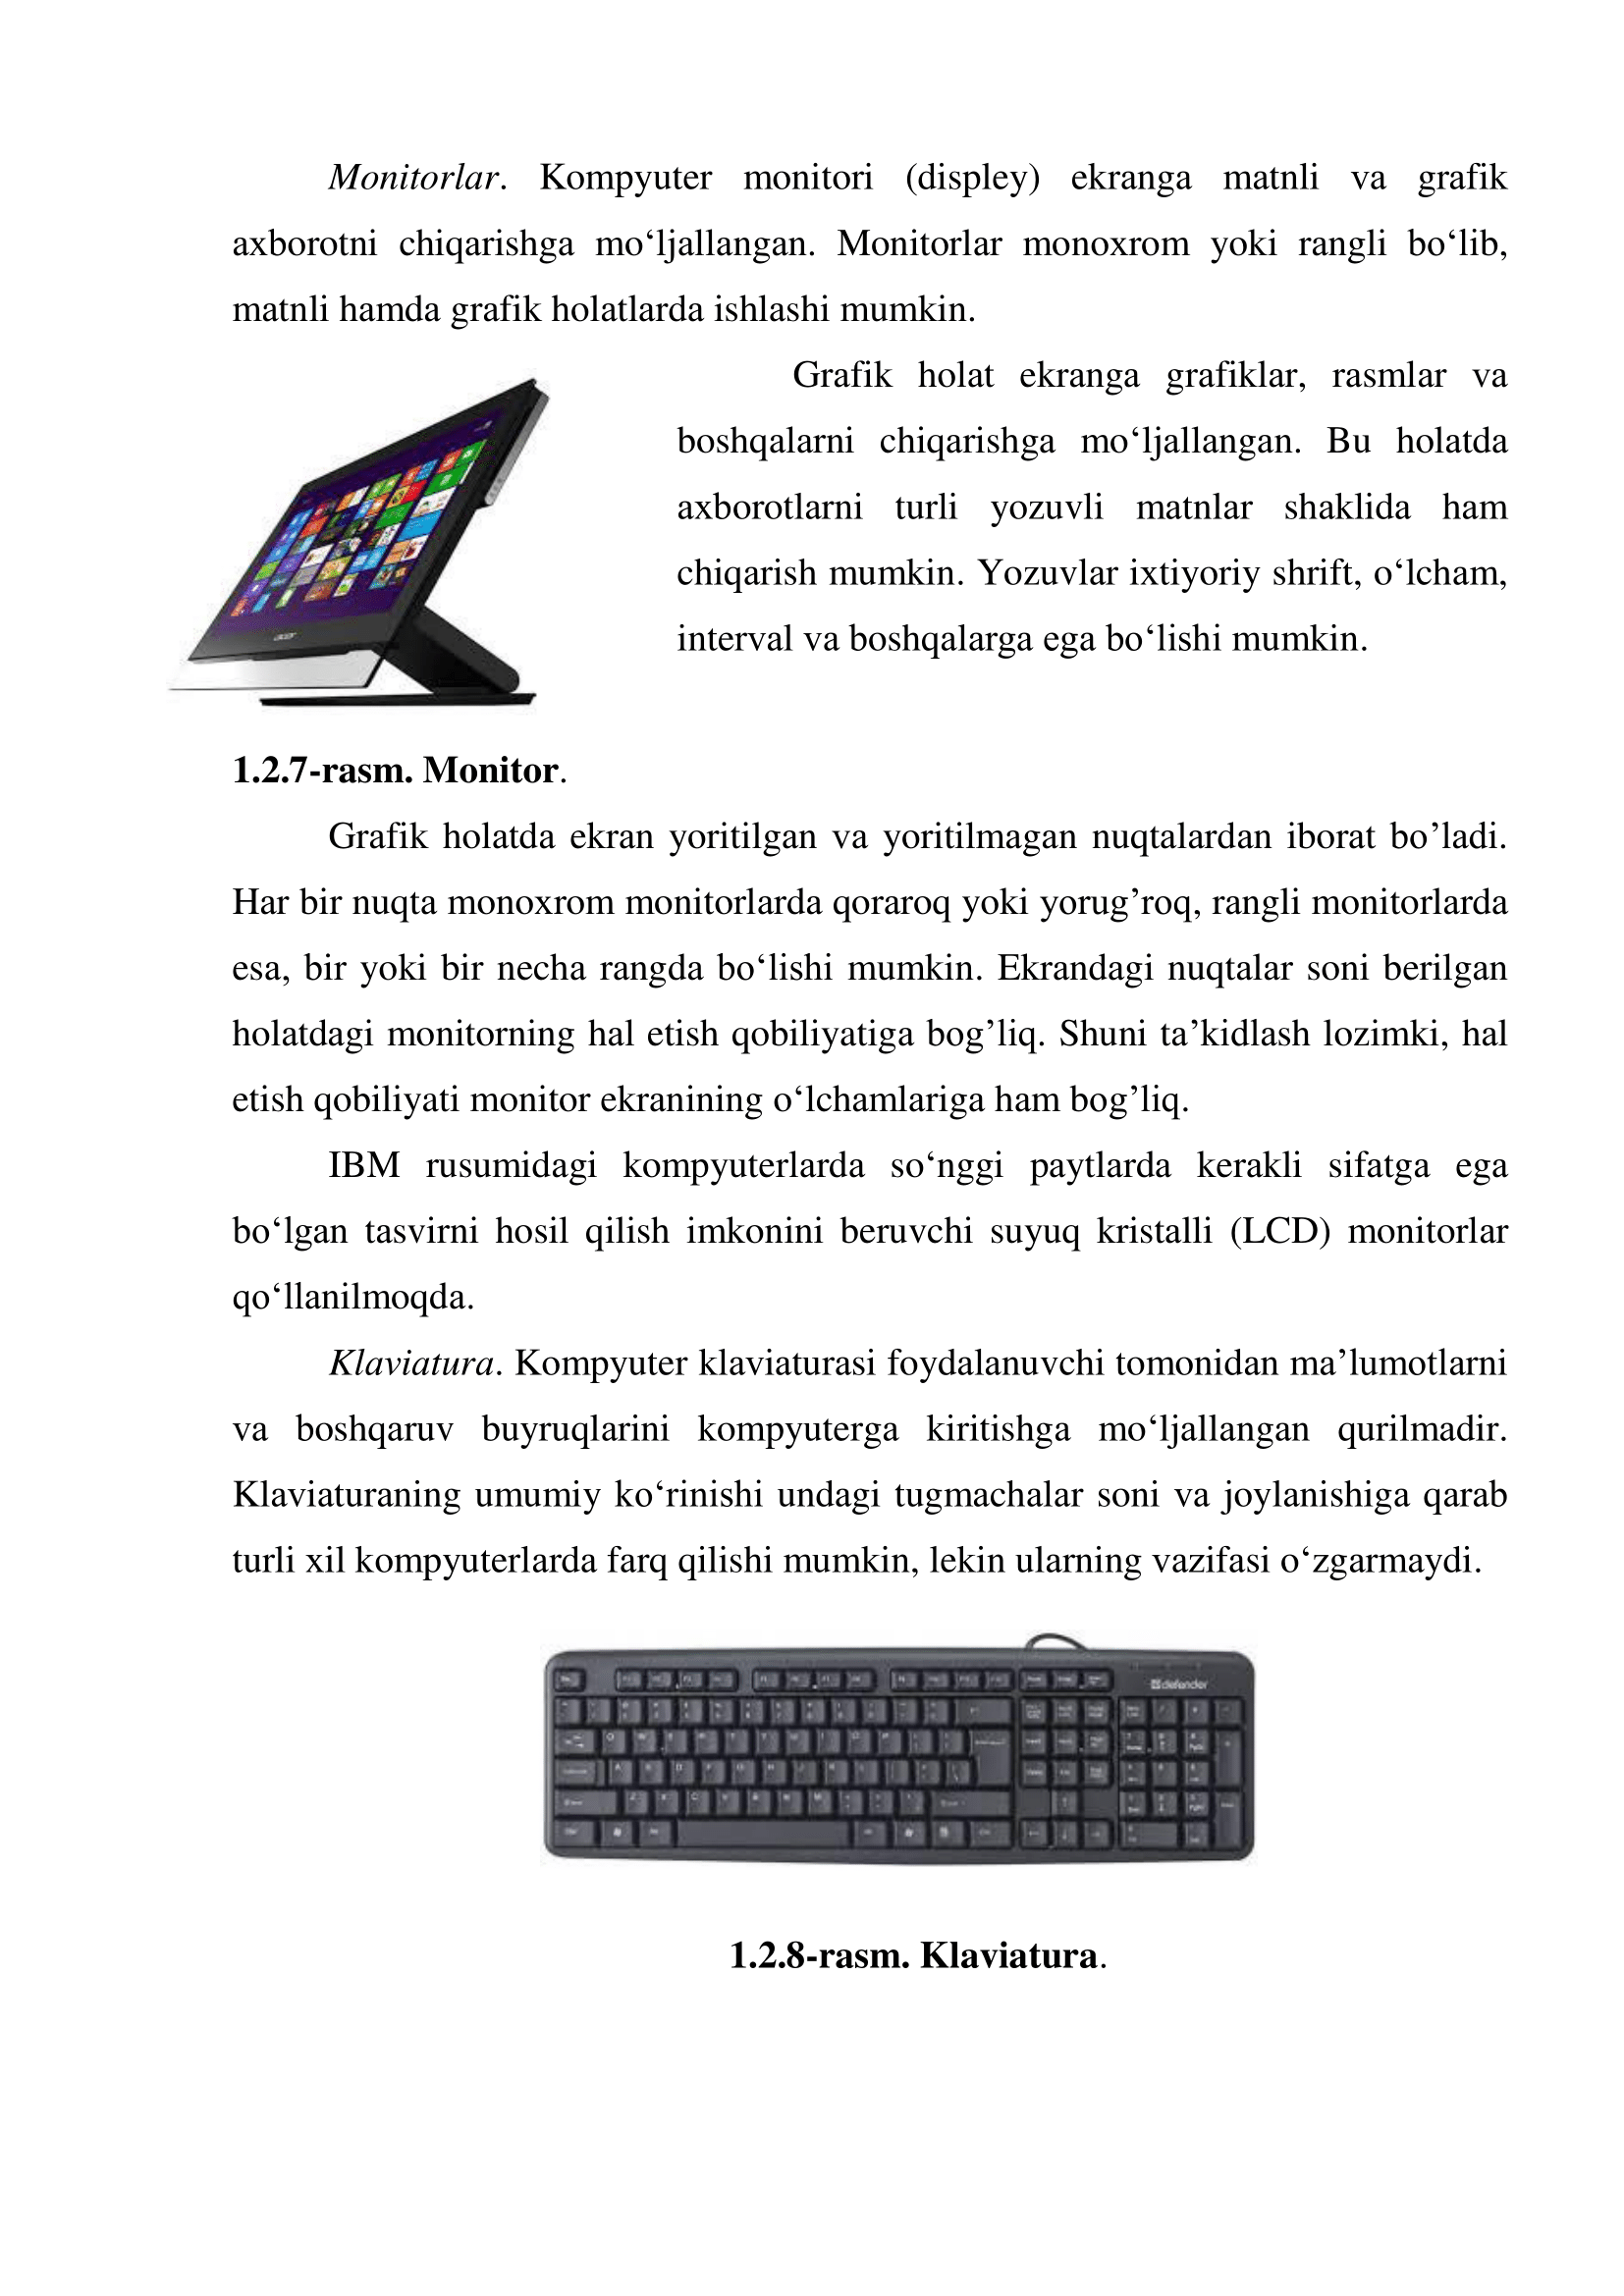 Monitorlar. Kompyuter monitori (displey) ekranga matnli va grafik
axborotni chiqarishga mo‘ljallangan. Monitorlar monoxrom yoki rangli bo‘lib,
matnli hamda grafik holatlarda ishlashi mumkin.
Grafik holat ekranga grafiklar, rasmlar va
boshqalarni chiqarishga mo‘ljallangan. Bu holatda
axborotlarni turli yozuvli matnlar shaklida ham
chiqarish mumkin. Yozuvlar ixtiyoriy shrift, o‘lcham,
interval va boshqalarga ega bo‘lishi mumkin.
acer
1.2.7-rasm. Monitor.
Grafik holatda ekran yoritilgan va yoritilmagan nuqtalardan iborat bo’ladi.
Har bir nuqta monoxrom monitorlarda qoraroq yoki yorug’roq, rangli monitorlarda
esa, bir yoki bir necha rangda bo‘lishi mumkin. Ekrandagi nuqtalar soni berilgan
holatdagi monitorning hal etish qobiliyatiga bog’liq. Shuni ta’kidlash lozimki, hal
etish qobiliyati monitor ekranining o‘lchamlariga ham bog’liq.
IBM rusumidagi kompyuterlarda so‘nggi paytlarda kerakli sifatga ega
bo‘lgan tasvirni hosil qilish imkonini beruvchi suyuq kristalli (LCD) monitorlar
qo‘llanilmoqda.
Klaviatura. Kompyuter klaviaturasi foydalanuvchi tomonidan ma’lumotlarni
va boshqaruv buyruqlarini kompyuterga kiritishga mo‘ljallangan qurilmadir.
Klaviaturaning umumiy ko‘rinishi undagi tugmachalar soni va joylanishiga qarab
turli xil kompyuterlarda farq qilishi mumkin, lekin ularning vazifasi o‘zgarmaydi.
defender
1.2.8-rasm. Klaviatura.